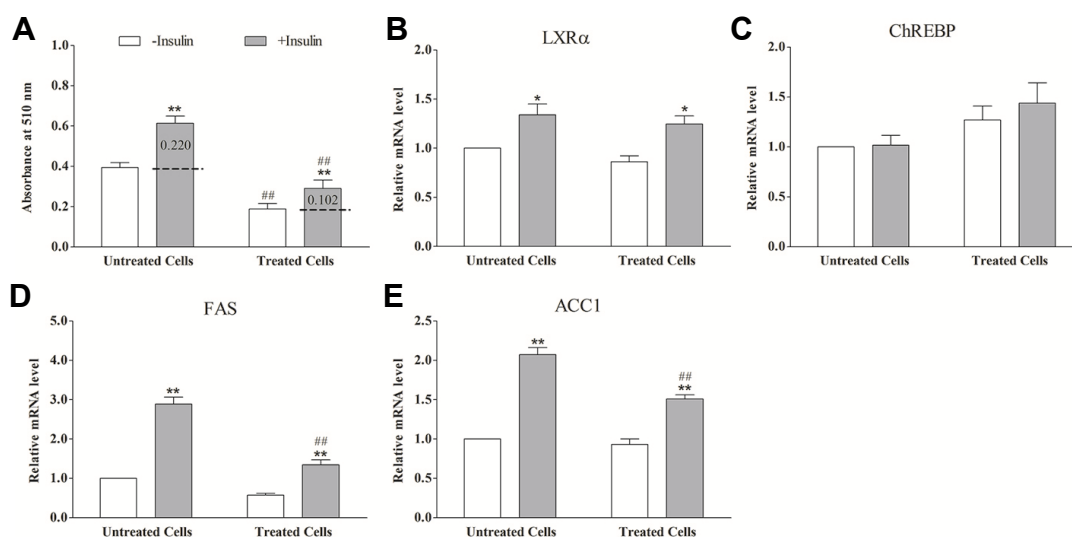 A
-Insulin
+Insulin
Absorbance at 510 nm
1.0
0.8
0.6
0.4
0.2
0.0
**
0.220
##
##
**
0.102
Untreated Cells
Treated Cells
B
LXRα
Relative mRNA level
2.0
1.5
1.0
0.5
0.0
*
*
Untreated Cells
Treated Cells
C
ChREBP
Relative mRNA level
2.0
1.5
1.0
0.5
0.0
Untreated Cells
Treated Cells
D
FAS
Relative mRNA level
5.0
4.0
3.0
2.0
1.0
0.0
**
##
**
Untreated Cells
Treated Cells
E
ACC1
Relative mRNA level
2.5
2.0
1.5
1.0
0.5
0.0
**
##
**
Untreated Cells
Treated Cells